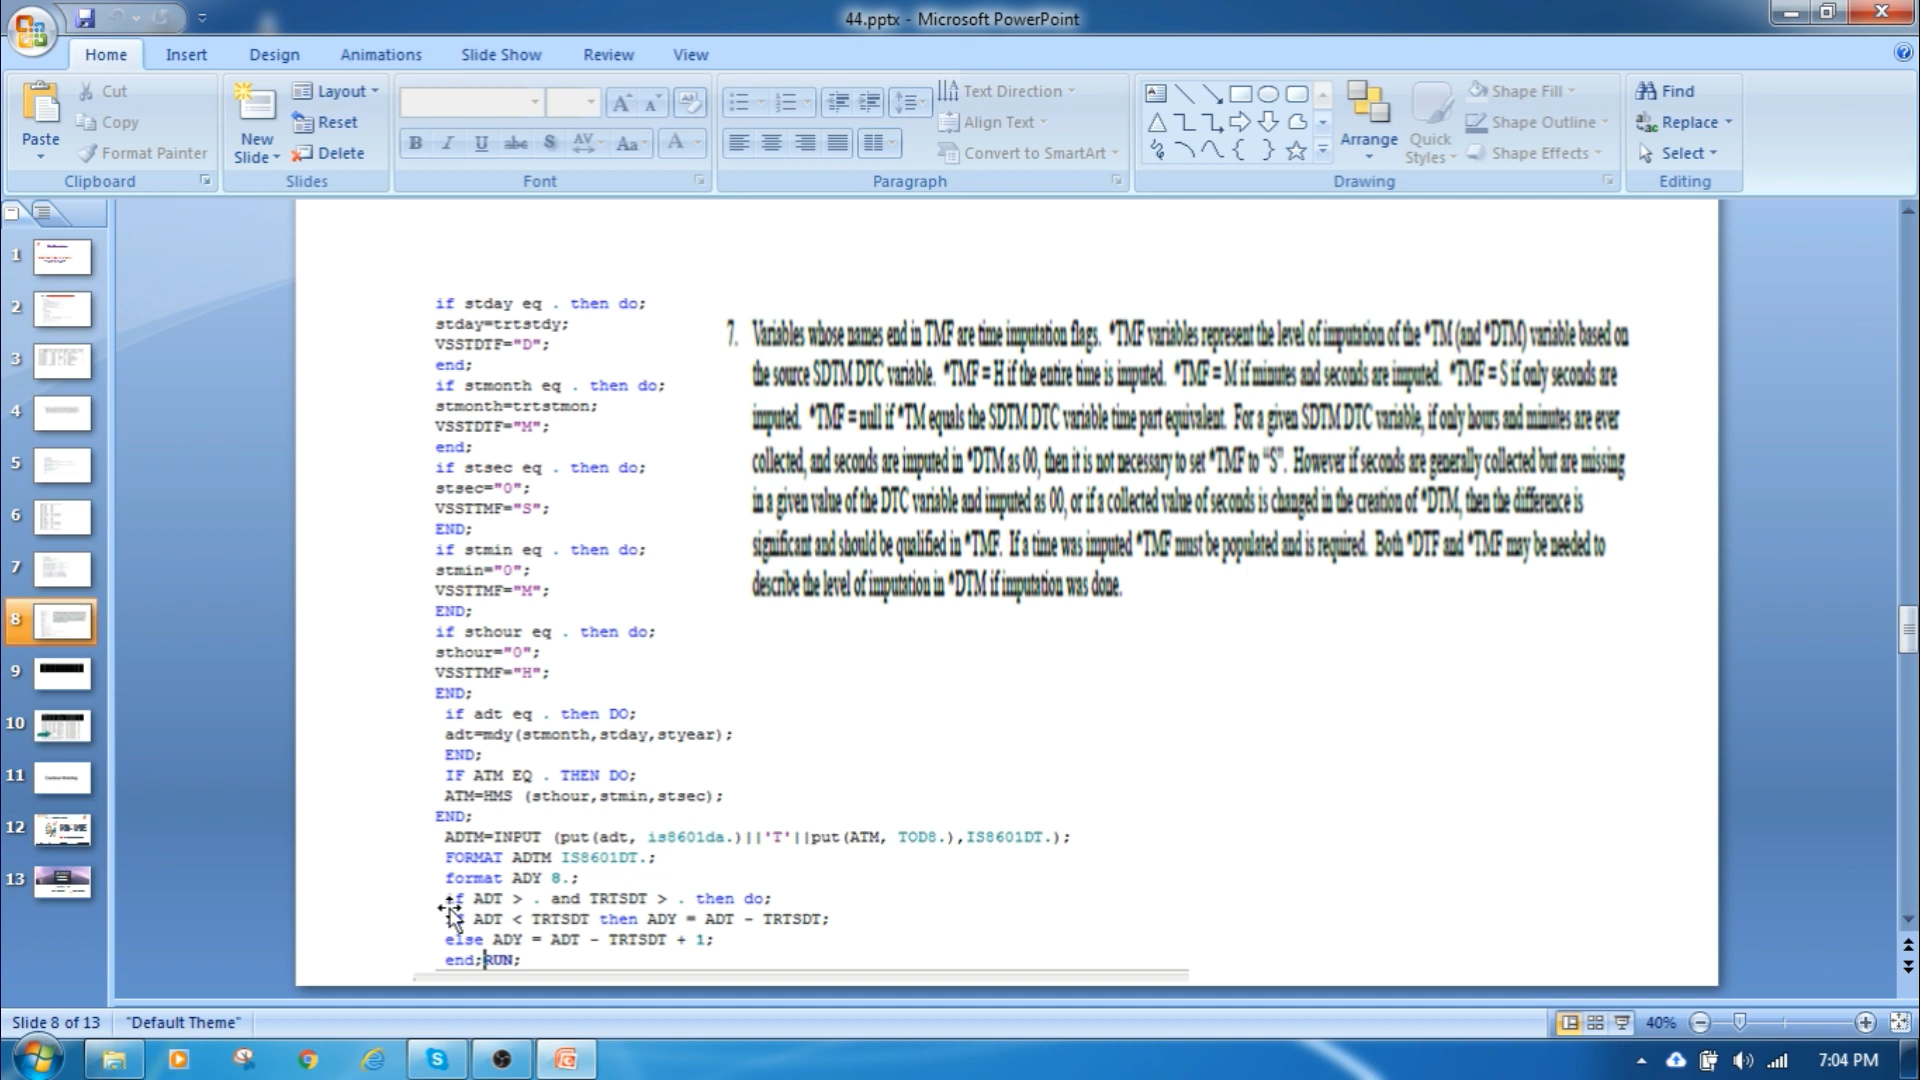 44.pptx - Microsoft PowerPoint
Home Insert Design Animations Slide Show Review View
Paste
Cut
Copy
Format Painter
Clipboard
New Slide
Layout
Reset
Delete
Slides
Font
Text Direction
Align Text
Convert to SmartArt
Paragraph
Arrange
Quick Styles
Shape Fill
Shape Outline
Shape Effects
Drawing
Find
Replace
Select
Editing
1
2
3
4
5
6
7
8
9
10
11
12
13
if stday eq . then do;
stday=trtstdy;
VSSTDTF="D";
end;
if stmonth eq . then do;
stmonth=trtstmon;
VSSTDTF="M";
end;
if stsec eq . then do;
stsec="0";
VSSTTMF="S";
END;
if stmin eq . then do;
stmin="0";
VSSTTMF="M";
END;
if sthour eq . then do;
sthour="0";
VSSTTMF="H";
END;
if adt eq . then DO;
adt=mdy(stmonth,stday,styear);
END;
IF ATM EQ . THEN DO;
ATM=HMS (sthour,stmin,stsec);
END;
ADTM=INPUT (put(adt, is8601da.)||'T'||put(ATM, TOD8.),IS8601DT.);
FORMAT ADTM IS8601DT.;
format ADY 8.;
if ADT > . and TRTSDT > . then do;
ADT < TRTSDT then ADY = ADT - TRTSDT;
else ADY = ADT - TRTSDT + 1;
end;RUN;
7. Variables whose names end in TMF are time imputation flags. *TMF variables represent the level of imputation of the *TM (and *DTM) variable based on
the source SDTM DTC variable. *TMF = H if the entire time is imputed. *TMF = M if minutes and seconds are imputed. *TMF = S if only seconds are
imputed. *TMF = null if *TM equals the SDTM DTC variable time part equivalent. For a given SDTM DTC variable, if only hours and minutes are ever
collected, and seconds are imputed in *DTM as 00, then it is not necessary to set *TMF to “S”. However if seconds are generally collected but are missing
in a given value of the DTC variable and imputed as 00, or if a collected value of seconds is changed in the creation of *DTM, then the difference is
significant and should be qualified in *TMF. If a time was imputed *TMF must be populated and is required. Both *DTF and *TMF may be needed to
describe the level of imputation in *DTM if imputation was done.
Slide 8 of 13 "Default Theme" 40%
7:04 PM